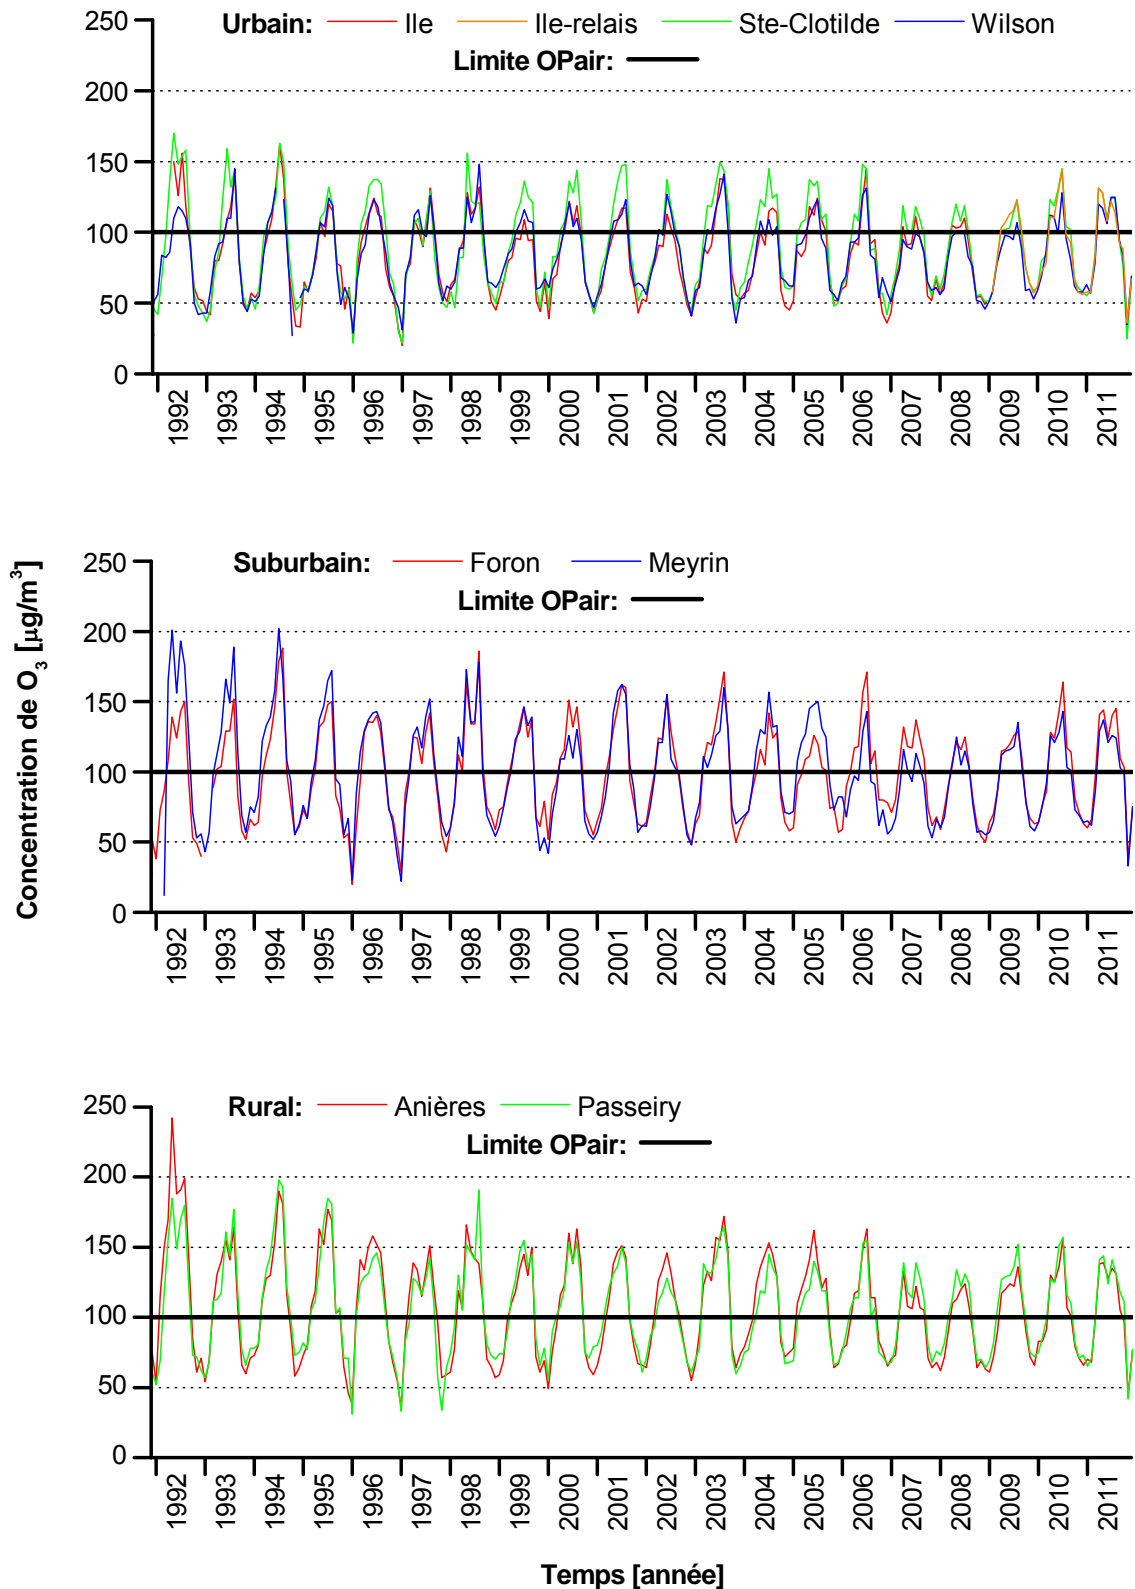 Urbain: Ile Ile-relais Ste-Clotilde Wilson
Limite OPair:
250
200
150
100
50
0
1992 1993 1994 1995 1996 1997 1998 1999 2000 2001 2002 2003 2004 2005 2006 2007 2008 2009 2010 2011
Concentration de O₃ [µg/m³]
Suburbain: Foron Meyrin
Limite OPair:
250
200
150
100
50
0
1992 1993 1994 1995 1996 1997 1998 1999 2000 2001 2002 2003 2004 2005 2006 2007 2008 2009 2010 2011
Rural: Anières Passeiry
Limite OPair:
250
200
150
100
50
0
1992 1993 1994 1995 1996 1997 1998 1999 2000 2001 2002 2003 2004 2005 2006 2007 2008 2009 2010 2011
Temps [année]